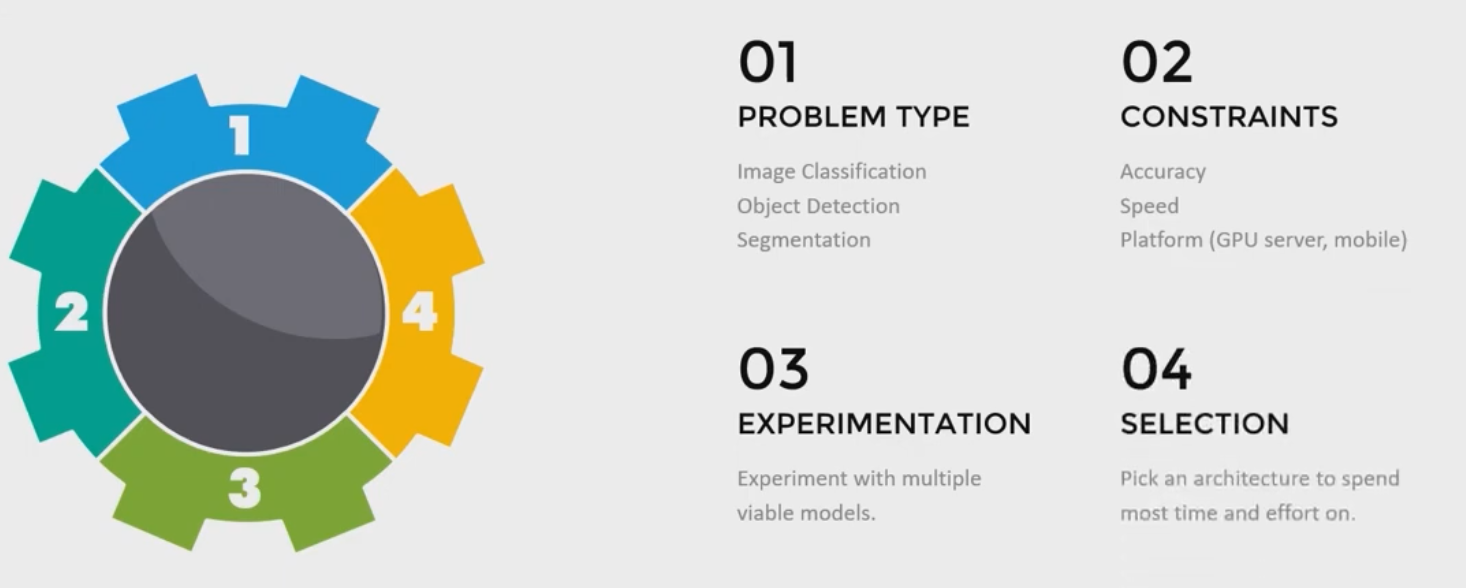 1
2
3
4
01
PROBLEM TYPE
Image Classification
Object Detection
Segmentation
02
CONSTRAINTS
Accuracy
Speed
Platform (GPU server, mobile)
03
EXPERIMENTATION
Experiment with multiple
viable models.
04
SELECTION
Pick an architecture to spend
most time and effort on.